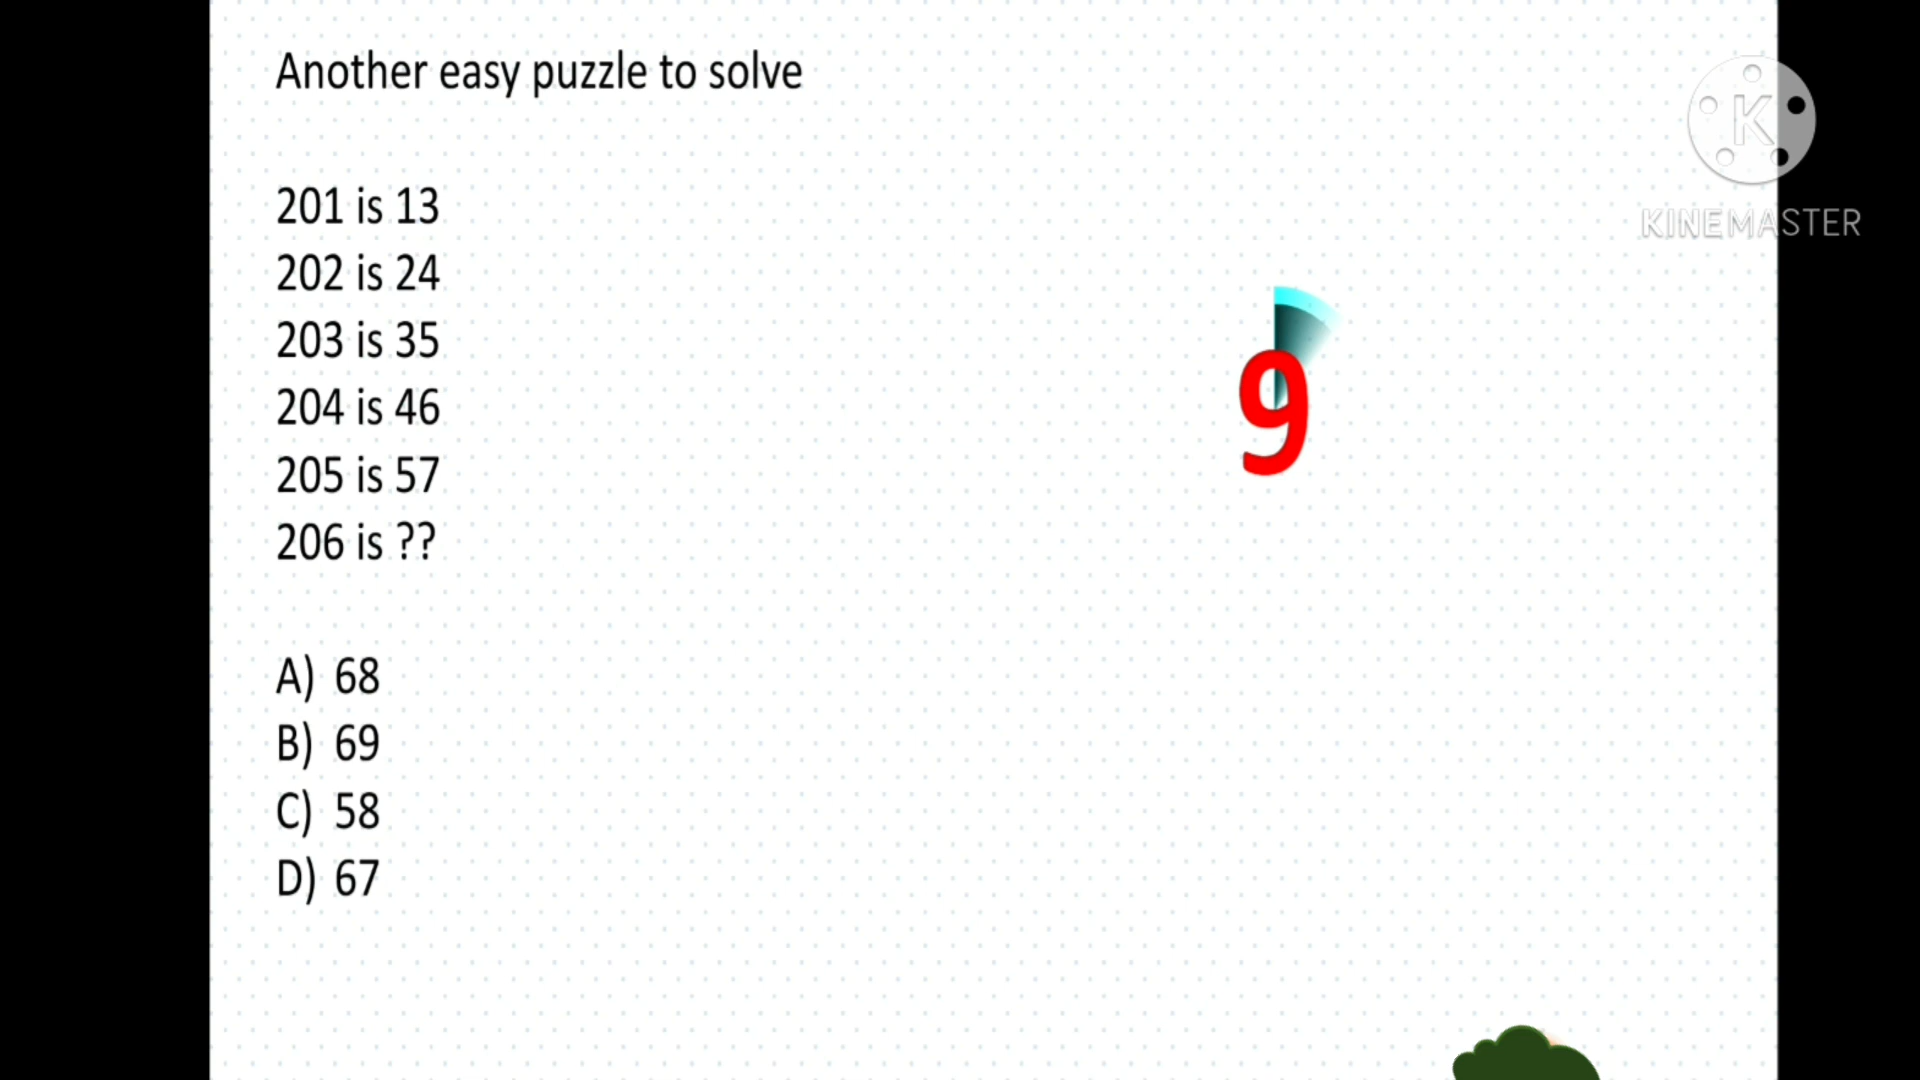 Another easy puzzle to solve
201 is 13
202 is 24
203 is 35
204 is 46
205 is 57
206 is ??
A) 68
B) 69
C) 58
D) 67
9
K
KINEMASTER